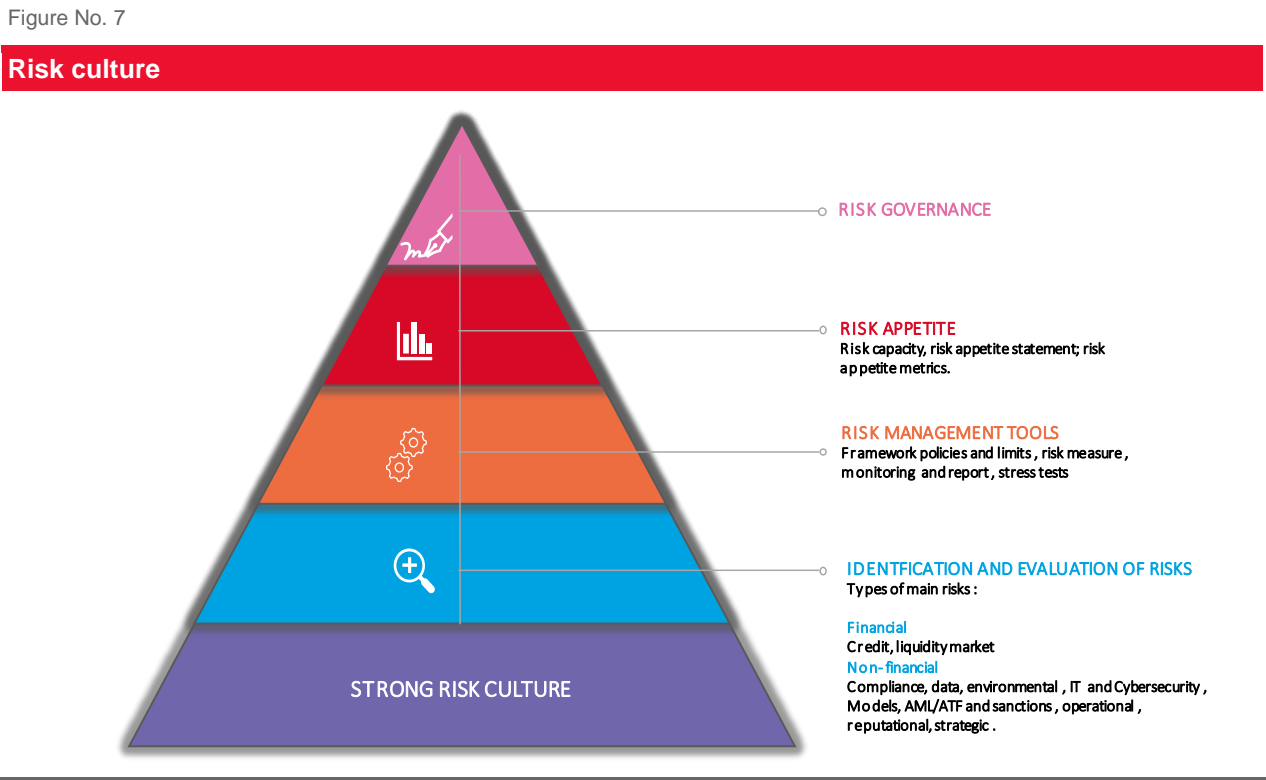 Figure No. 7
Risk culture
RISK GOVERNANCE
RISK APPETITE
Risk capacity, risk appetite statement; risk
appetite metrics.
RISK MANAGEMENT TOOLS
Framework policies and limits , risk measure ,
monitoring and report , stress tests
IDENTFICATION AND EVALUATION OF RISKS
Types of main risks :
Financial
Credit, liquidity market
Non-financial
Compliance, data, environmental , IT and Cybersecurity ,
Models, AML/ATF and sanctions , operational ,
reputational, strategic .
STRONG RISK CULTURE